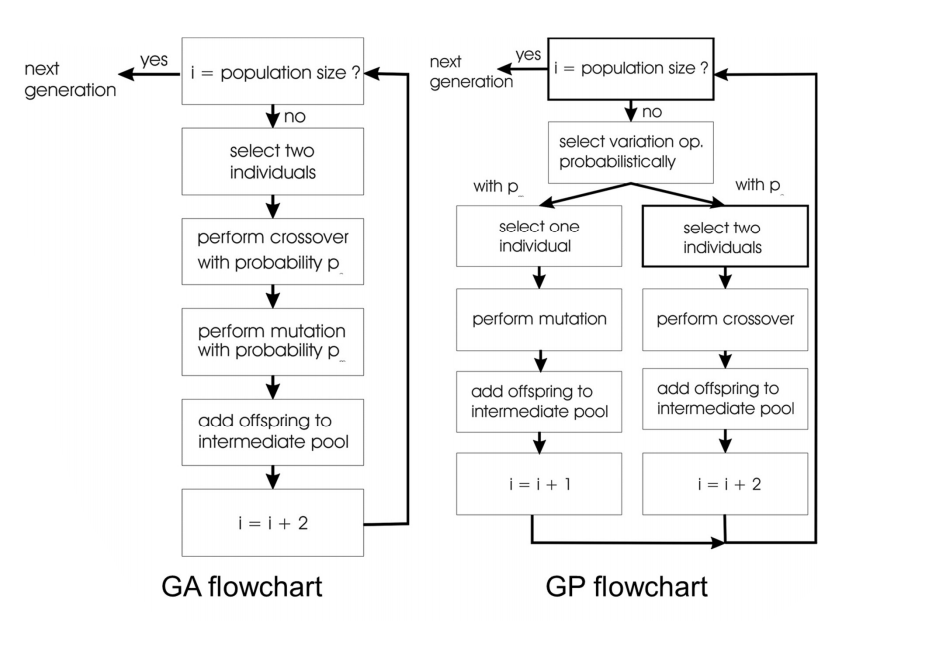 yes
next
generation
i = population size ?
no
select two
individuals
perform crossover
with probability p_
perform mutation
with probability p_
add offspring to
intermediate pool
i = i + 2
GA flowchart
yes
next
generation
i = population size ?
no
select variation op.
probabilistically
with p_
with p_
select one
individual
perform mutation
add offspring to
intermediate pool
i = i + 1
select two
individuals
perform crossover
add offspring to
intermediate pool
i = i + 2
GP flowchart